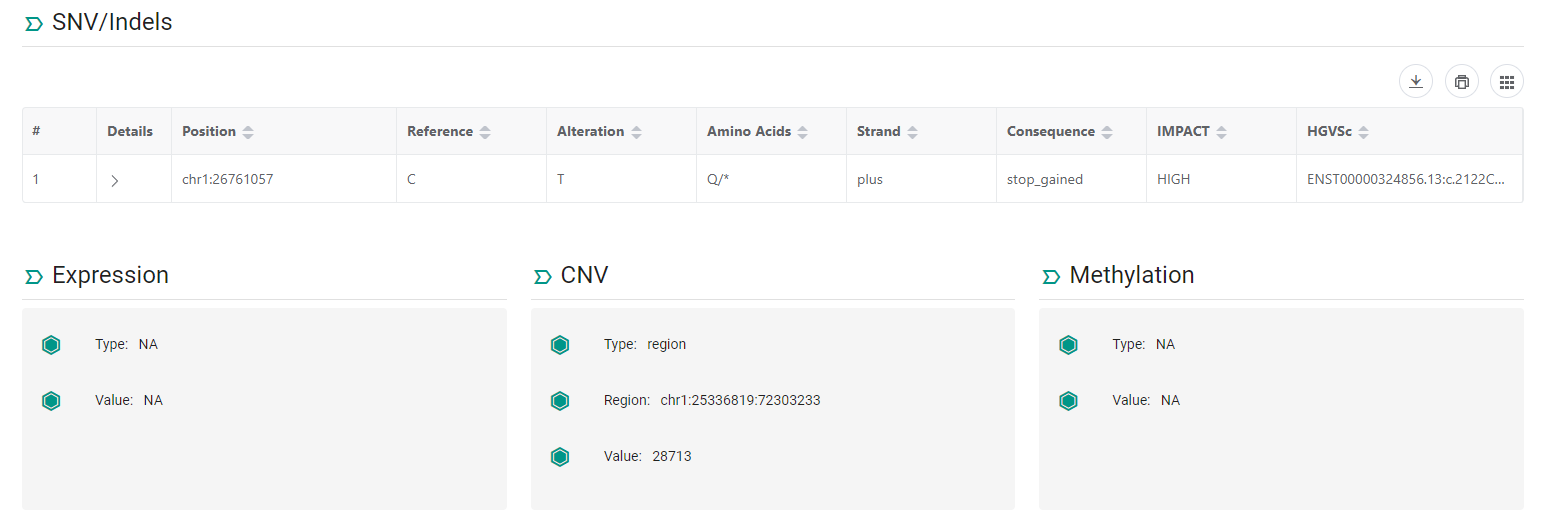 SNV/Indels
# Details Position Reference Alteration Amino Acids Strand Consequence IMPACT HGVSc
1 chr1:26761057 C T Q/* plus stop_gained HIGH ENST00000324856.13:c.2122C...
Expression CNV Methylation
Type: NA Type: region Type: NA
Value: NA Region: chr1:25336819:72303233 Value: NA
Value: 28713